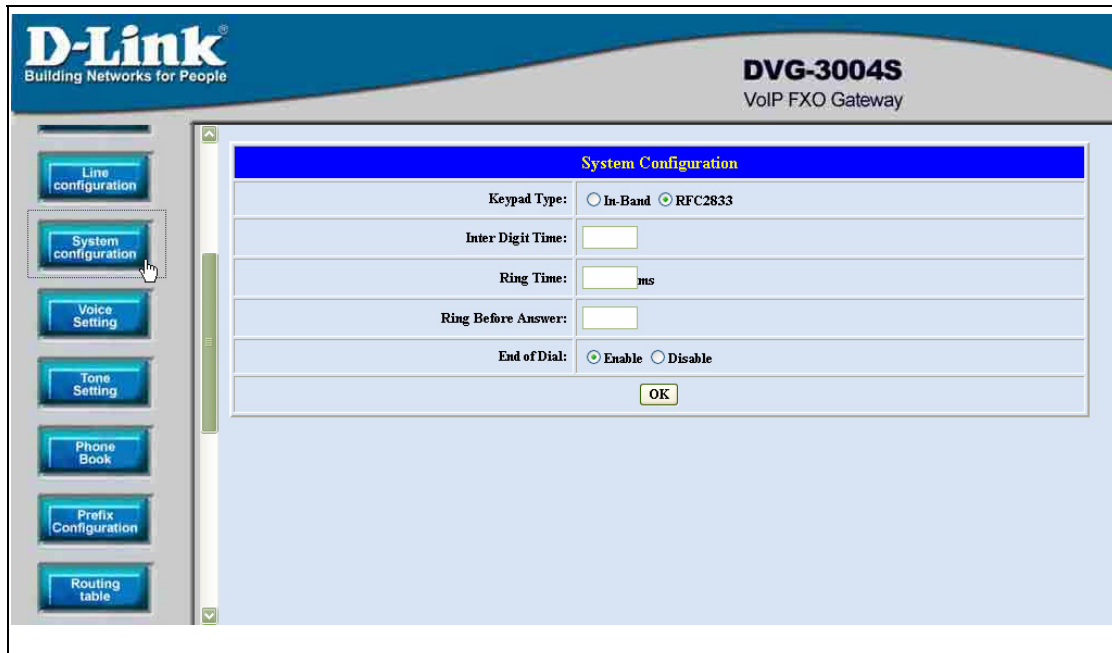 D-Link®
Building Networks for People
DVG-3004S
VoIP FXO Gateway
Line
configuration
System
configuration
Voice
Setting
Tone
Setting
Phone
Book
Prefix
Configuration
Routing
table
System Configuration
Keypad Type: In-Band RFC2833
Inter Digit Time:
Ring Time: ms
Ring Before Answer:
End of Dial: Enable Disable
OK